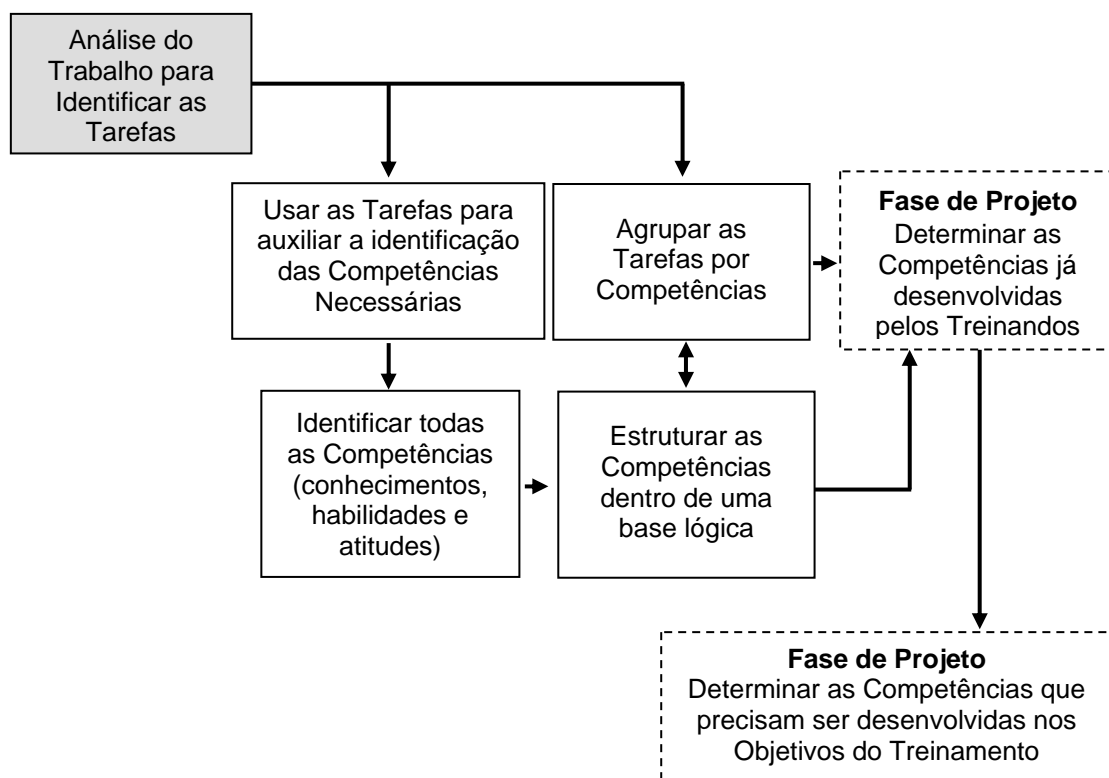 Análise do
Trabalho para
Identificar as
Tarefas
Usar as Tarefas para
auxiliar a identificação
das Competências
Necessárias
Agrupar as
Tarefas por
Competências
Fase de Projeto
Determinar as
Competências já
desenvolvidas
pelos Treinandos
Identificar todas
as Competências
(conhecimentos,
habilidades e
atitudes)
Estruturar as
Competências
dentro de uma
base lógica
Fase de Projeto
Determinar as Competências que
precisam ser desenvolvidas nos
Objetivos do Treinamento